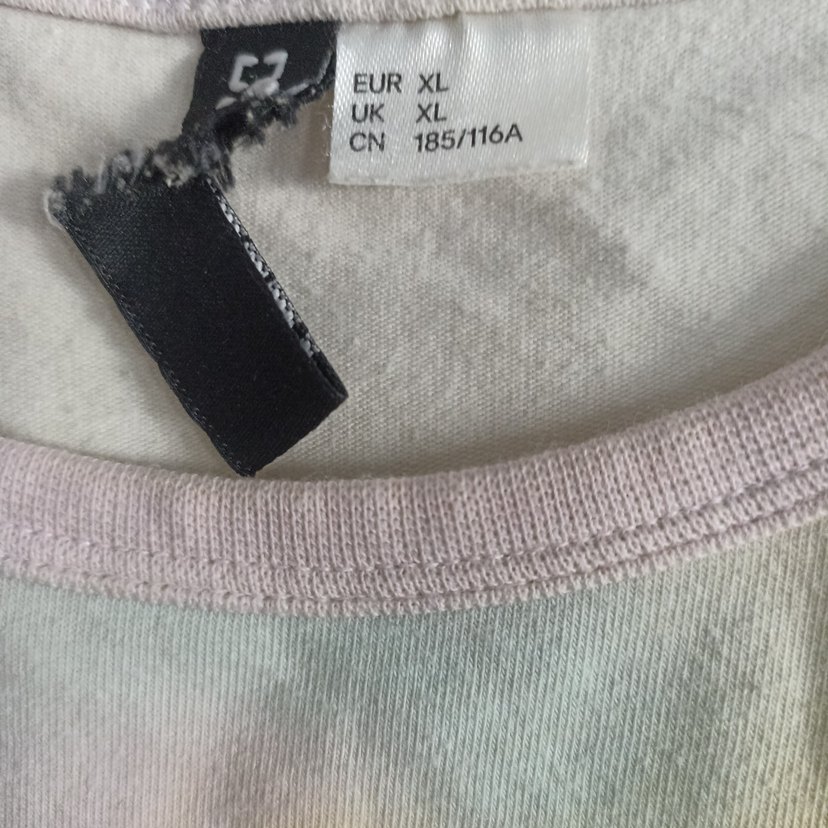 EUR XL
UK XL
CN 185/116A